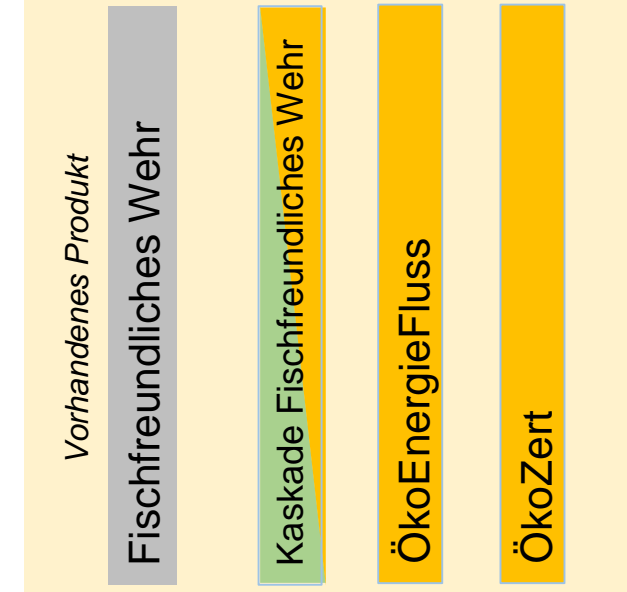 Vorhandenes Produkt
Fischfreundliches Wehr
Kaskade Fischfreundliches Wehr
ÖkoEnergieFluss
ÖkoZert